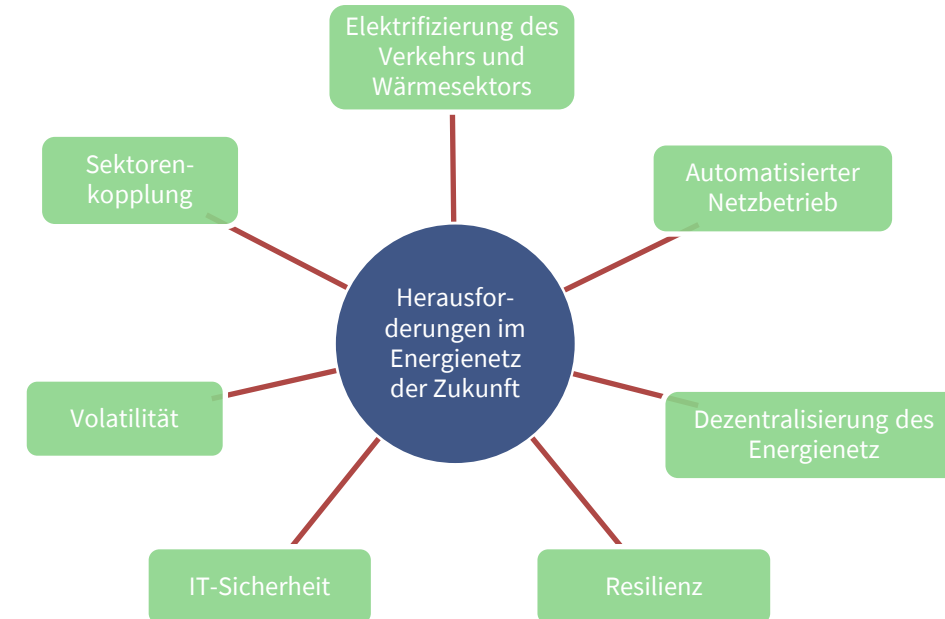 Elektrifizierung des
Verkehrs und
Wärmesektors
Sektoren-
kopplung
Automatisierter
Netzbetrieb
Herausfor-
derungen im
Energienetz
der Zukunft
Volatilität
Dezentralisierung des
Energienetz
IT-Sicherheit
Resilienz